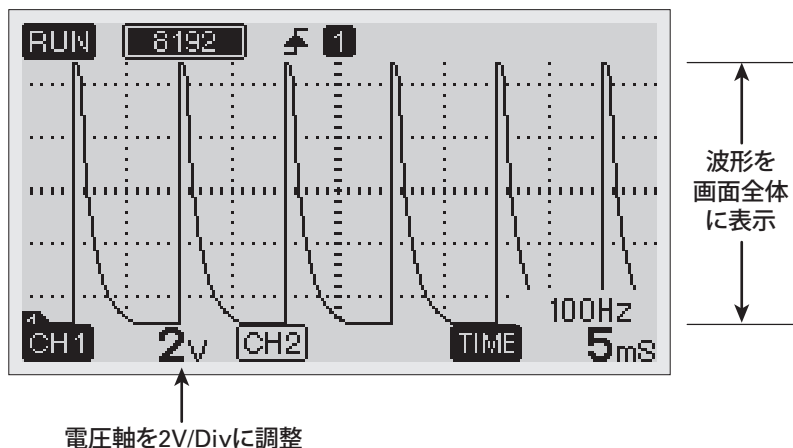 RUN 8192 1
波形を
画面全体
に表示
100Hz
1
CH1 2V CH2 TIME 5mS
電圧軸を2V/Divに調整